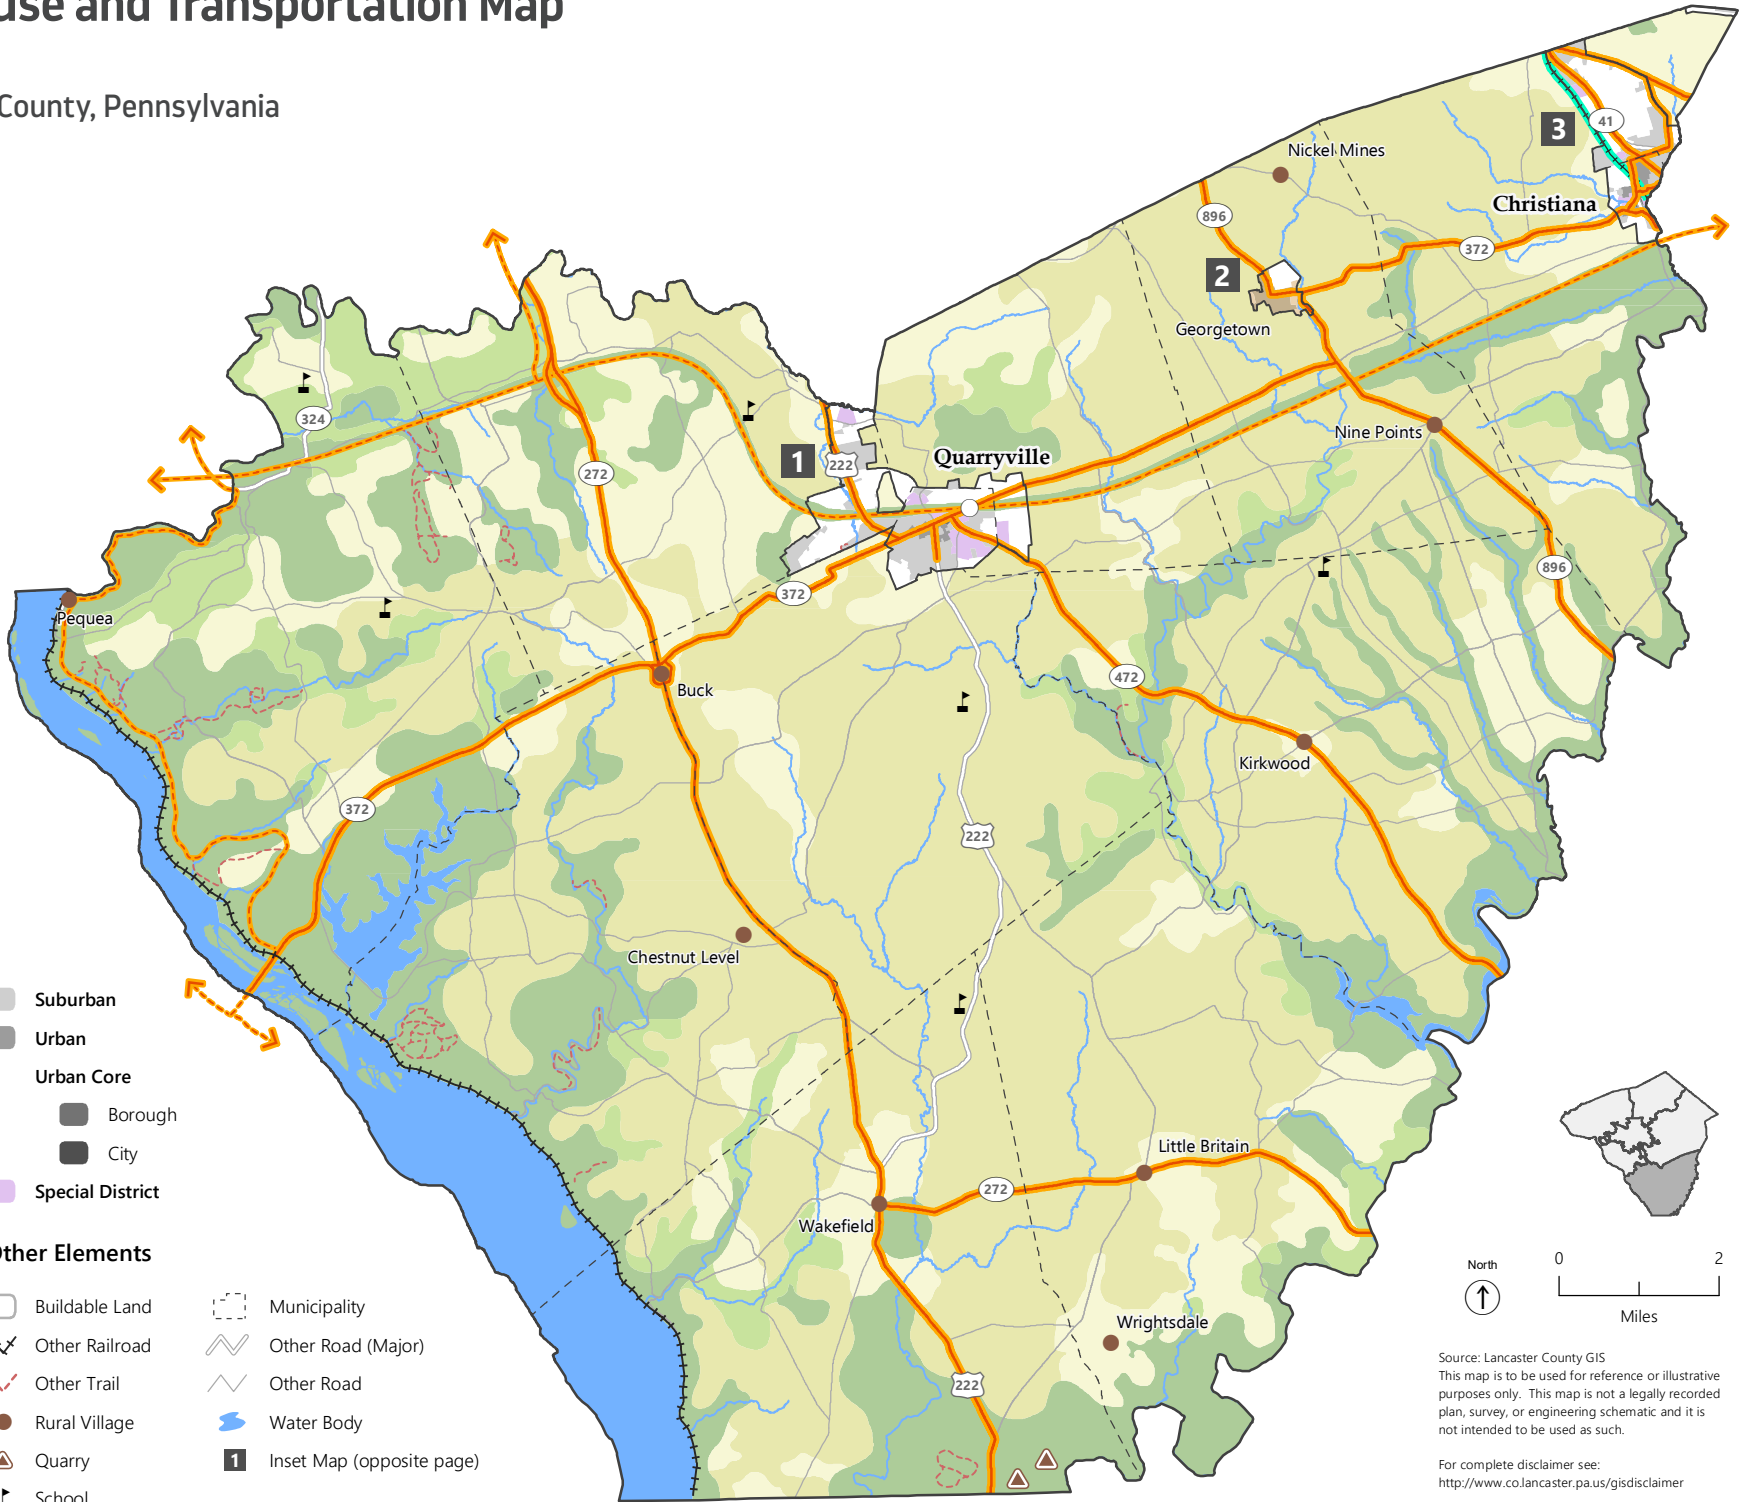 and Transportation Map
County, Pennsylvania
Nickel Mines
3
41
Christiana
896
372
2
Georgetown
324
272
1
222
Quarryville
Nine Points
372
896
Pequea
Buck
472
Kirkwood
372
222
Chestnut Level
Suburban
Urban
Urban Core
Borough
City
Special District
Little Britain
272
Wakefield
Other Elements
Buildable Land
Municipality
Other Railroad
Other Road (Major)
Other Trail
Other Road
Rural Village
Water Body
Quarry
1
Inset Map (opposite page)
School
Wrightsdale
222
North
0
2
Miles
Source: Lancaster County GIS
This map is to be used for reference or illustrative
purposes only. This map is not a legally recorded
plan, survey, or engineering schematic and it is
not intended to be used as such.
For complete disclaimer see:
http://www.co.lancaster.pa.us/gisdisclaimer